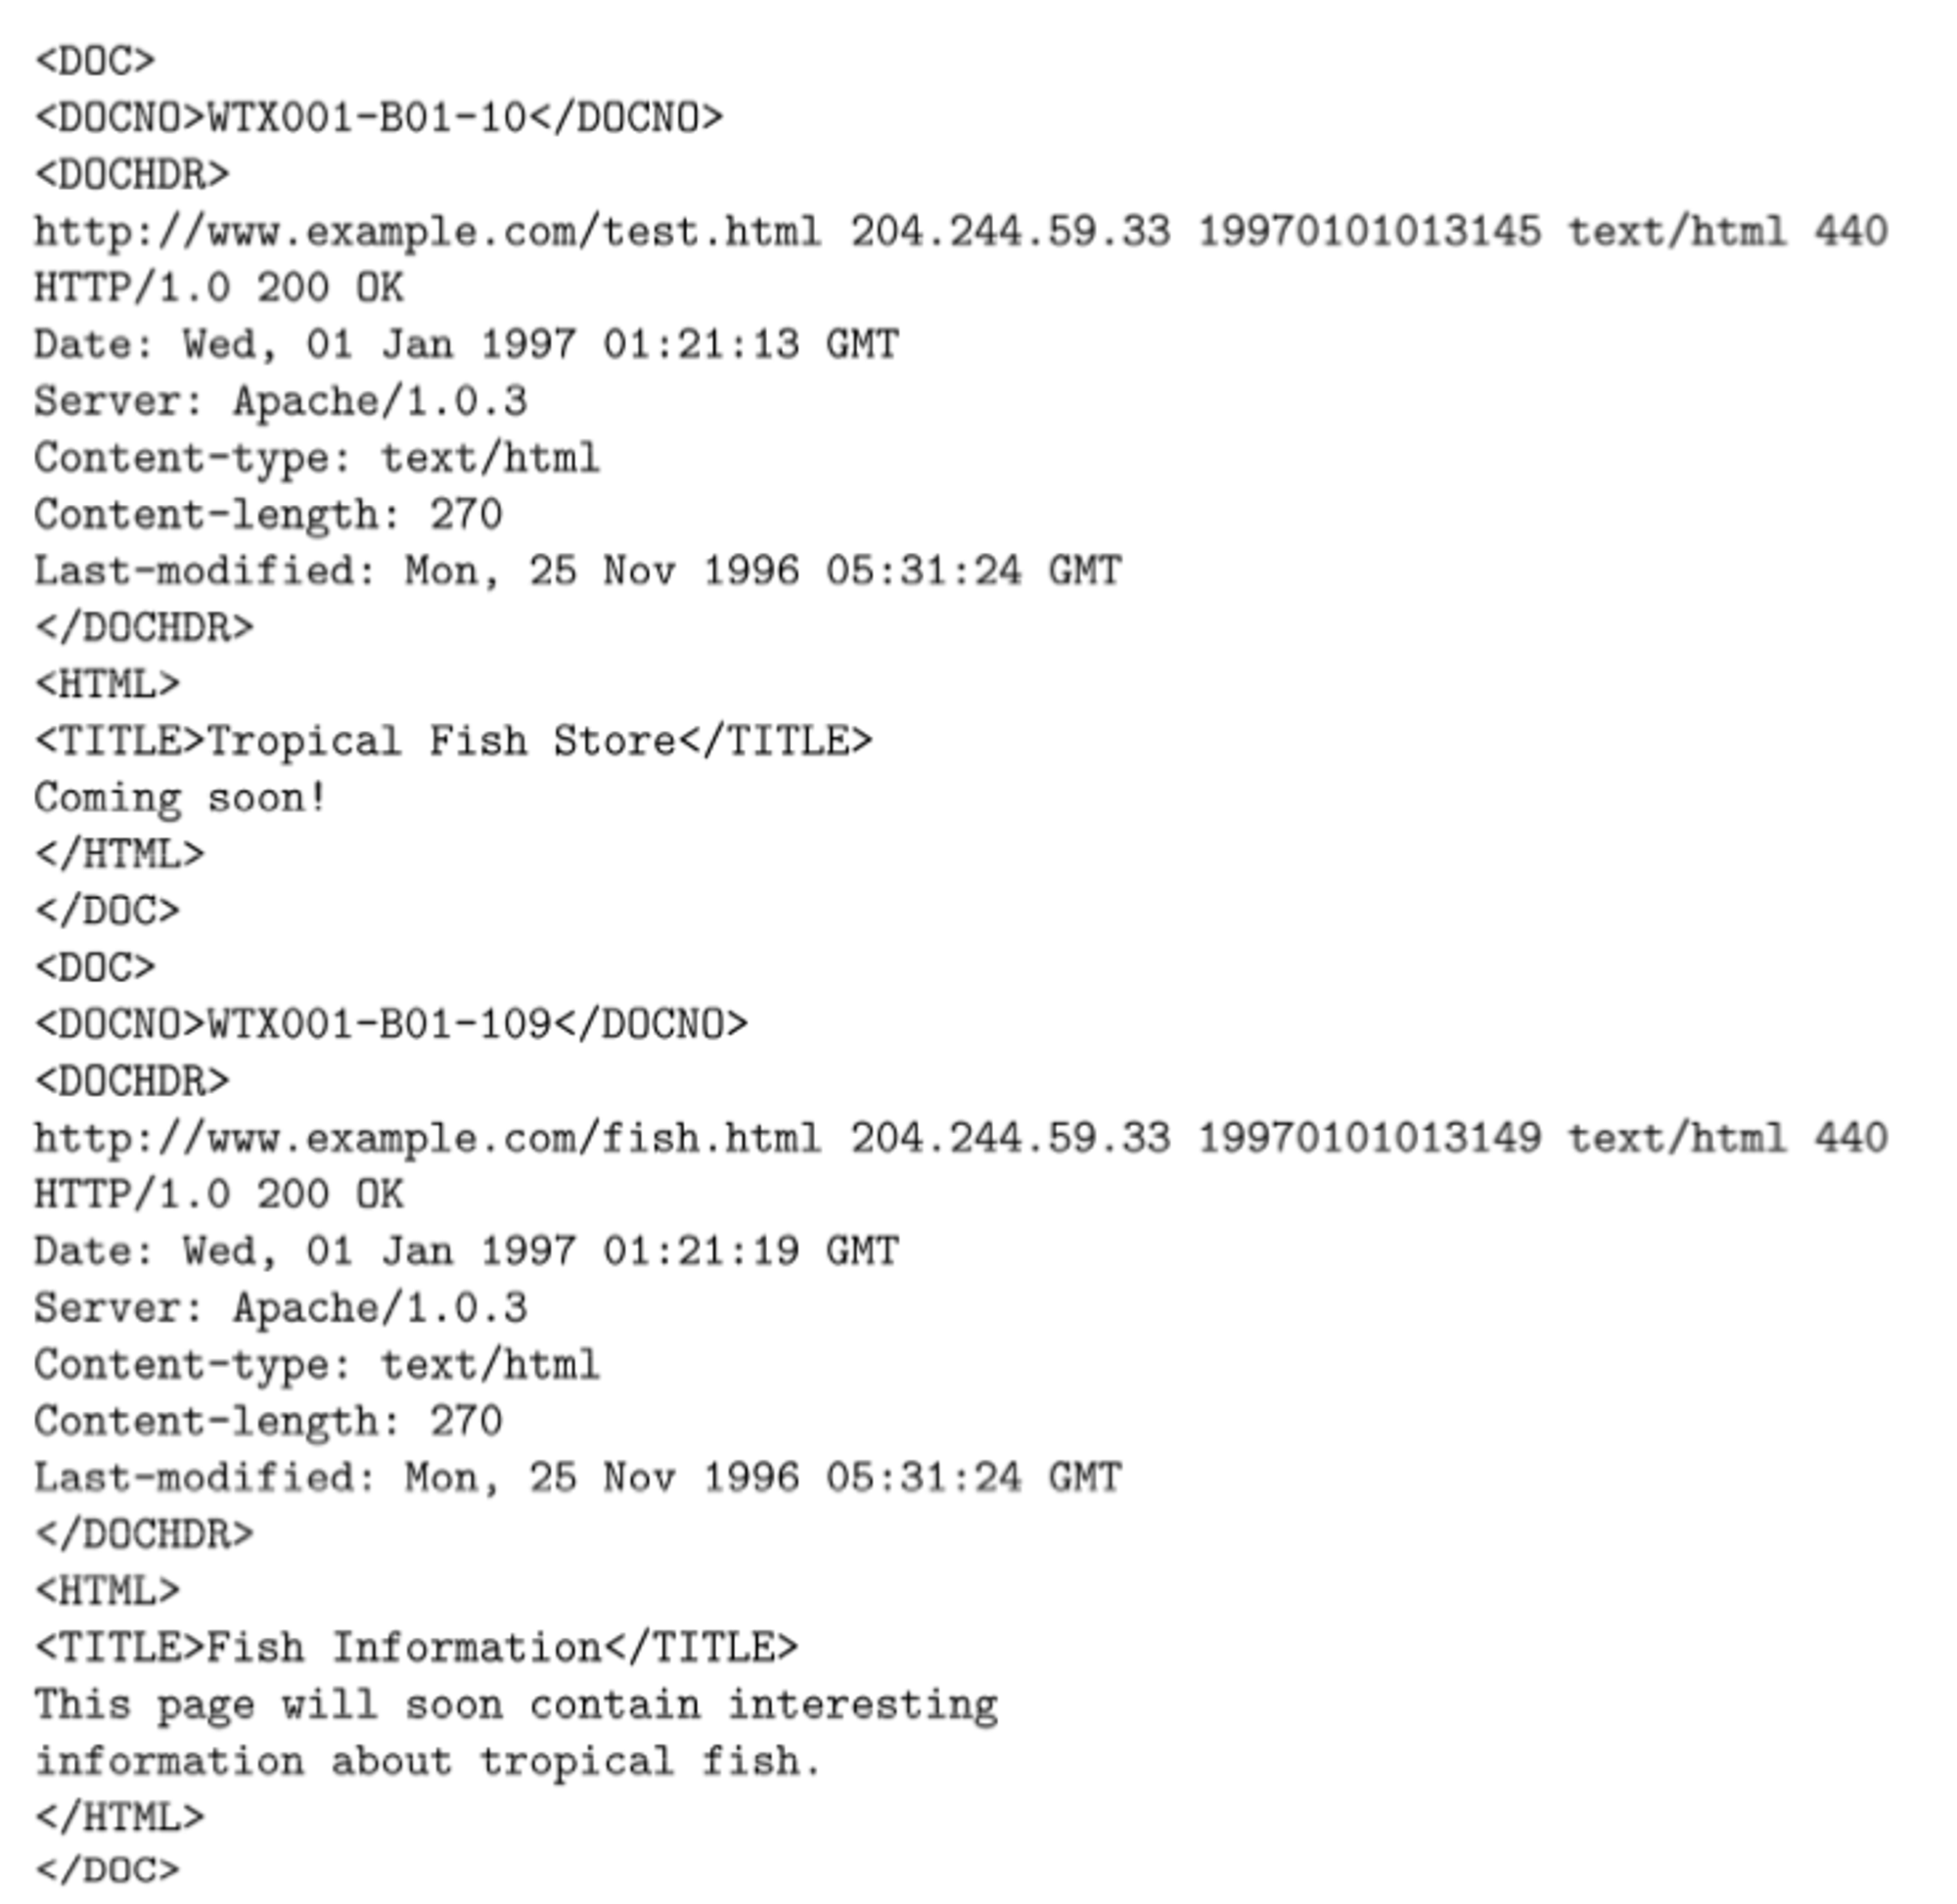 <DOC>
<DOCNO>WTX001-B01-10</DOCNO>
<DOCHDR>
http://www.example.com/test.html 204.244.59.33 19970101013145 text/html 440
HTTP/1.0 200 OK
Date: Wed, 01 Jan 1997 01:21:13 GMT
Server: Apache/1.0.3
Content-type: text/html
Content-length: 270
Last-modified: Mon, 25 Nov 1996 05:31:24 GMT
</DOCHDR>
<HTML>
<TITLE>Tropical Fish Store</TITLE>
Coming soon!
</HTML>
</DOC>
<DOC>
<DOCNO>WTX001-B01-109</DOCNO>
<DOCHDR>
http://www.example.com/fish.html 204.244.59.33 19970101013149 text/html 440
HTTP/1.0 200 OK
Date: Wed, 01 Jan 1997 01:21:19 GMT
Server: Apache/1.0.3
Content-type: text/html
Content-length: 270
Last-modified: Mon, 25 Nov 1996 05:31:24 GMT
</DOCHDR>
<HTML>
<TITLE>Fish Information</TITLE>
This page will soon contain interesting
information about tropical fish.
</HTML>
</DOC>